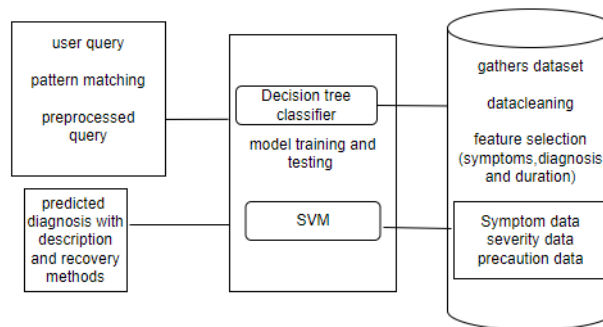 user query
pattern matching
preprocessed
query
predicted
diagnosis with
description
and recovery
methods
Decision tree
classifier
model training and
testing
SVM
gathers dataset
datacleaning
feature selection
(symptoms,diagnosis
and duration)
Symptom data
severity data
precaution data